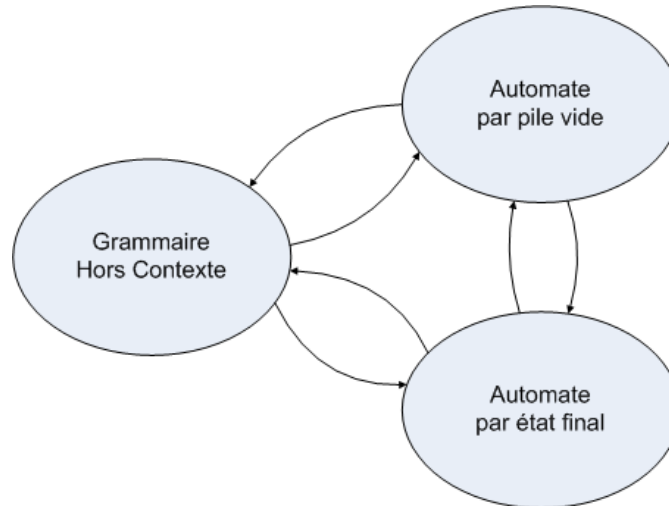 Automate
par pile vide
Grammaire
Hors Contexte
Automate
par état final